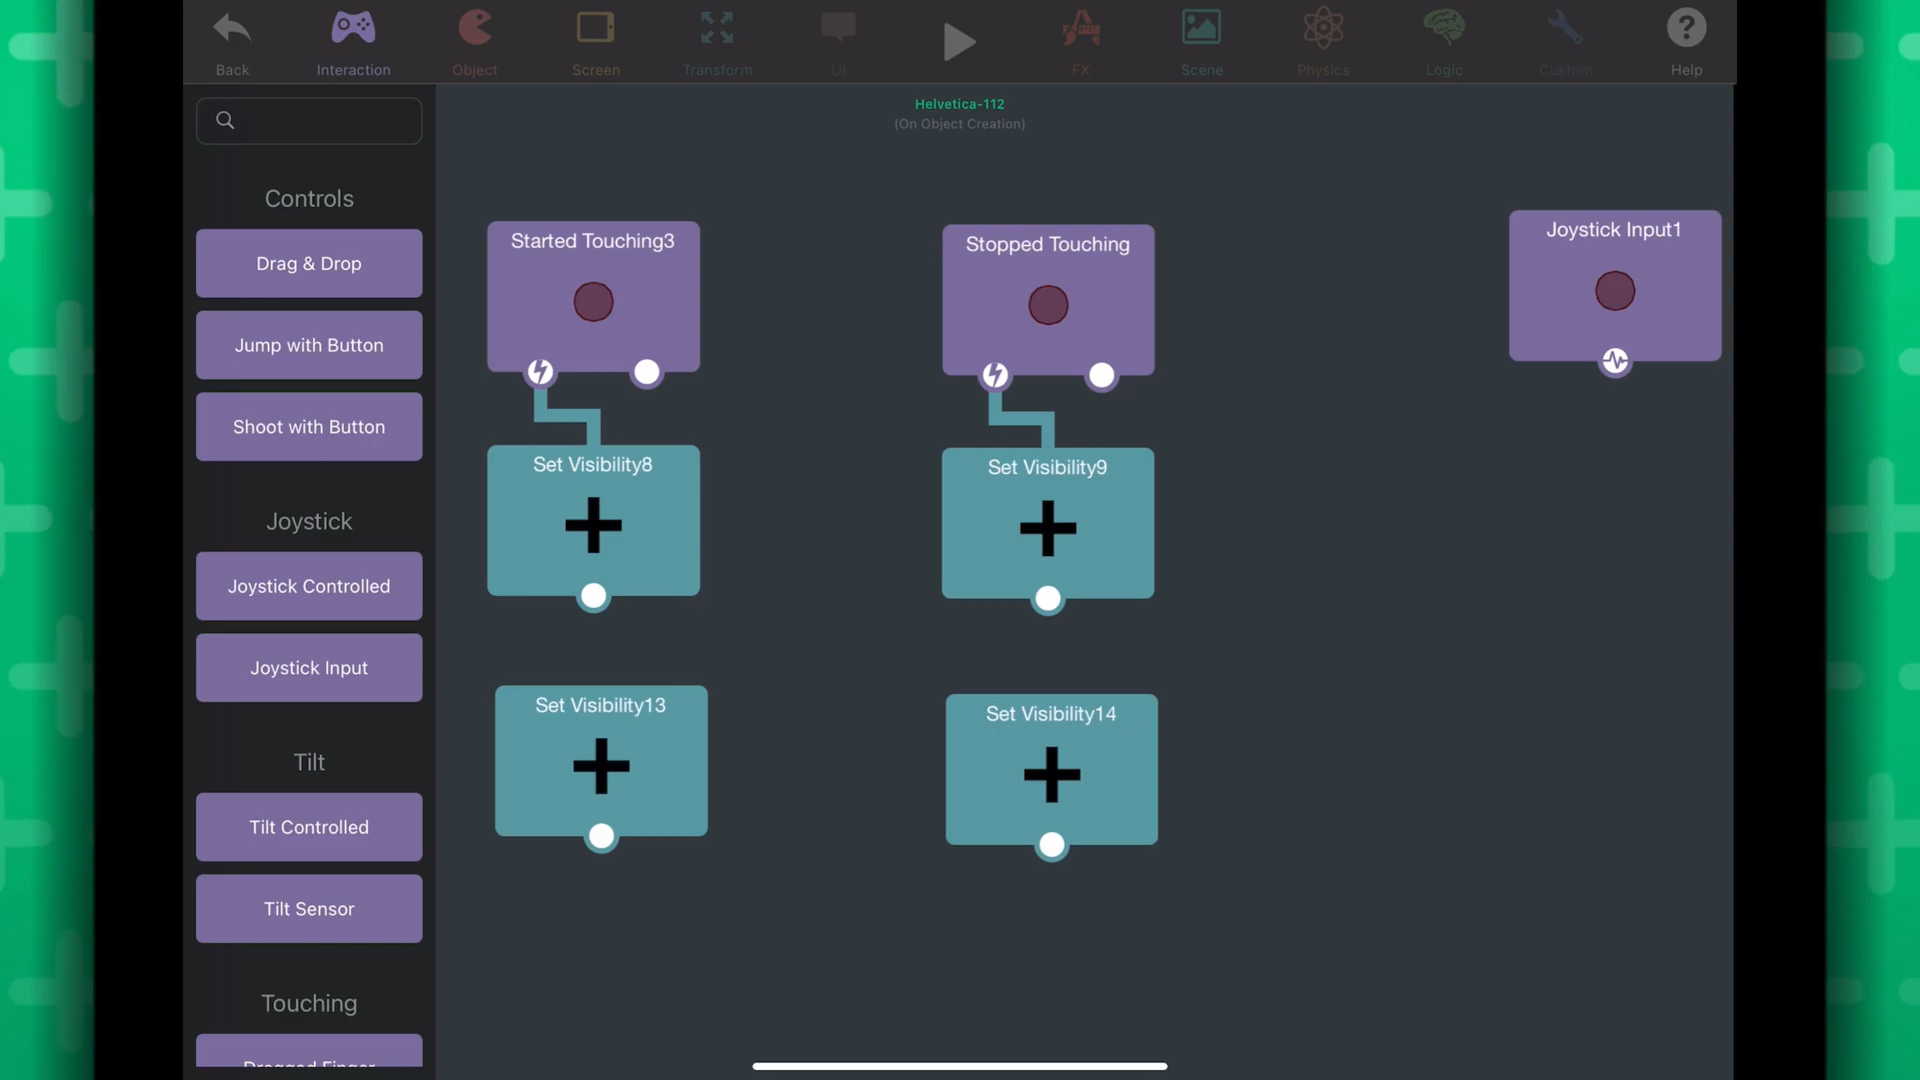 Back
Interaction
Object
Screen
Transform
UI
FX
Scene
Physics
Logic
Custom
Help
Helvetica-112
(On Object Creation)
Controls
Drag & Drop
Jump with Button
Shoot with Button
Joystick
Joystick Controlled
Joystick Input
Tilt
Tilt Controlled
Tilt Sensor
Touching
Dragged Finger
Started Touching3
Stopped Touching
Joystick Input1
Set Visibility8
Set Visibility9
Set Visibility13
Set Visibility14